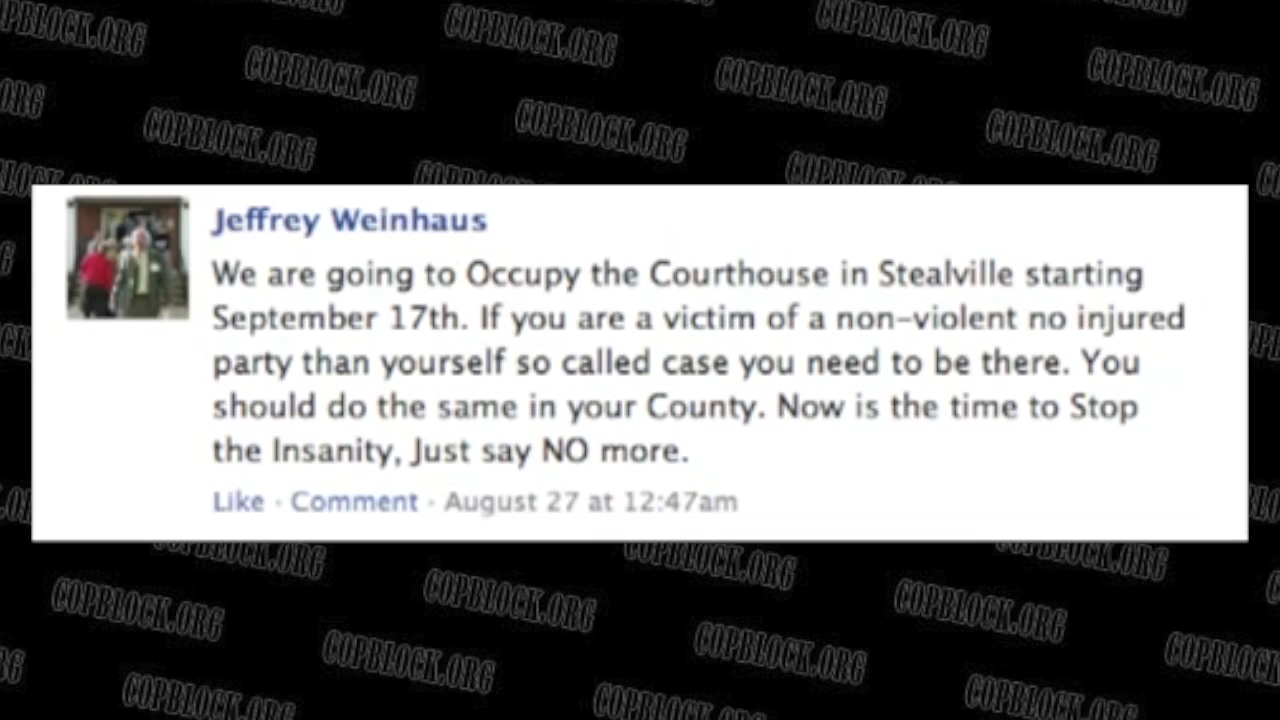 COPBLOCK.ORG
Jeffrey Weinhaus
We are going to Occupy the Courthouse in Stealville starting
September 17th. If you are a victim of a non-violent no injured
party than yourself so called case you need to be there. You
should do the same in your County. Now is the time to Stop
the Insanity, Just say NO more.
Like · Comment · August 27 at 12:47am
COPBLOCK.ORG